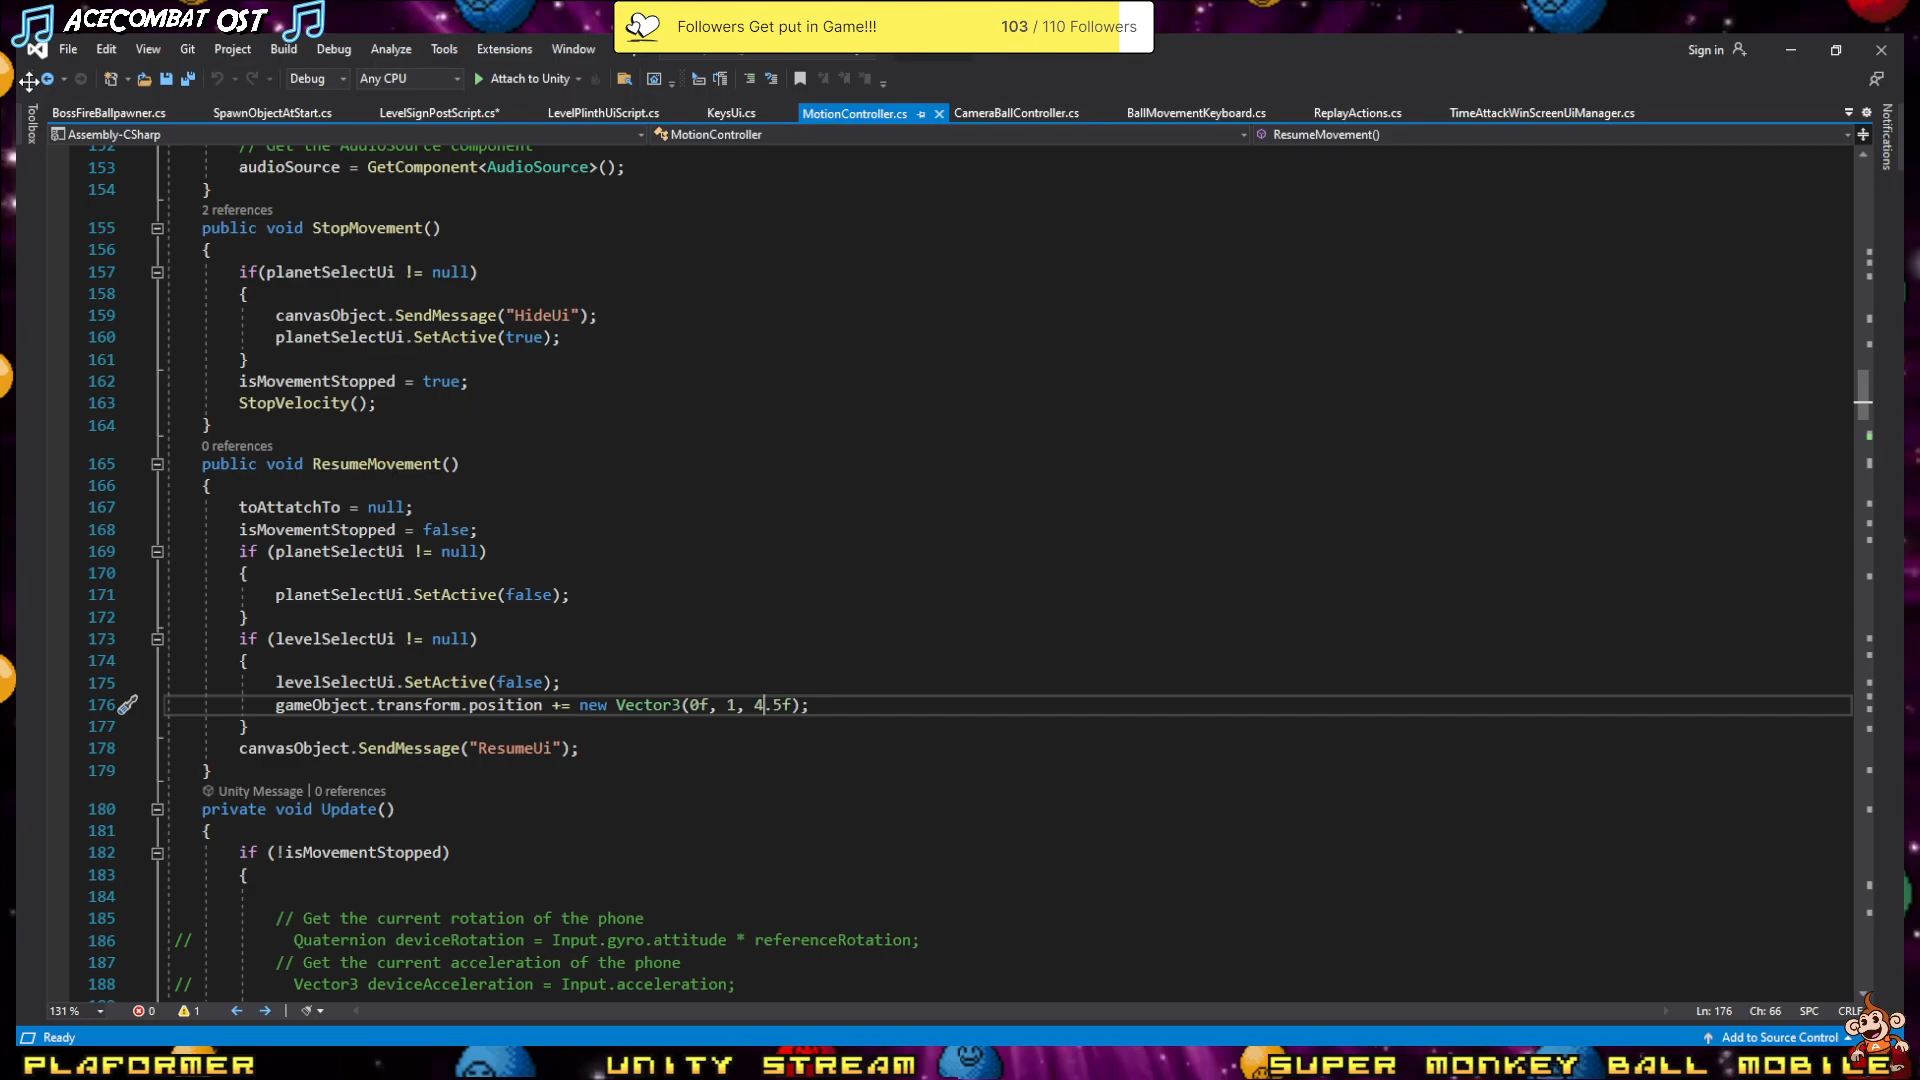 ACECOMBAT OST
Followers Get put in Game!!! 103 / 110 Followers
File Edit View Git Project Build Debug Analyze Tools Extensions Window
Sign in
Debug Any CPU Attach to Unity
BossFireBallpawner.cs SpawnObjectAtStart.cs LevelSignPostScript.cs* LevelPlinthUiScript.cs KeysUi.cs MotionController.cs CameraBallController.cs BallMovementKeyboard.cs ReplayActions.cs TimeAttackWinScreenUiManager.cs
Toolbox
Notifications
Assembly-CSharp MotionController ResumeMovement()
152 // Get the AudioSource component
153 audioSource = GetComponent<AudioSource>();
154 }
2 references
155 public void StopMovement()
156 {
157 if(planetSelectUi != null)
158 {
159 canvasObject.SendMessage("HideUi");
160 planetSelectUi.SetActive(true);
161 }
162 isMovementStopped = true;
163 StopVelocity();
164 }
0 references
165 public void ResumeMovement()
166 {
167 toAttatchTo = null;
168 isMovementStopped = false;
169 if (planetSelectUi != null)
170 {
171 planetSelectUi.SetActive(false);
172 }
173 if (levelSelectUi != null)
174 {
175 levelSelectUi.SetActive(false);
176 gameObject.transform.position += new Vector3(0f, 1, 4.5f);
177 }
178 canvasObject.SendMessage("ResumeUi");
179 }
Unity Message | 0 references
180 private void Update()
181 {
182 if (!isMovementStopped)
183 {
184
185 // Get the current rotation of the phone
186 // Quaternion deviceRotation = Input.gyro.attitude * referenceRotation;
187 // Get the current acceleration of the phone
188 // Vector3 deviceAcceleration = Input.acceleration;
131 % 0 1 Ln: 176 Ch: 66 SPC CRLF
Ready Add to Source Control
PLAFORMER UNITY STREAM SUPER MONKEY BALL MOBILE